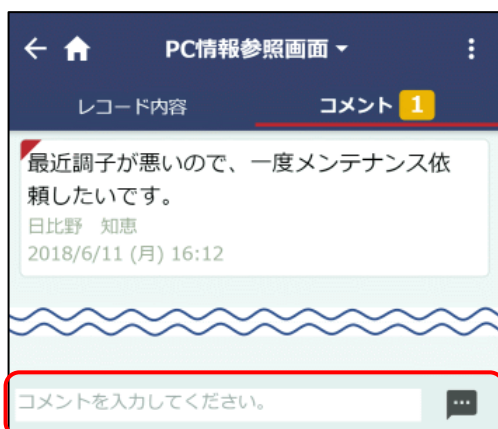 PC情報参照画面
レコード内容 コメント 1
最近調子が悪いので、一度メンテナンス依
頼したいです。
日比野 知恵
2018/6/11 (月) 16:12
コメントを入力してください。